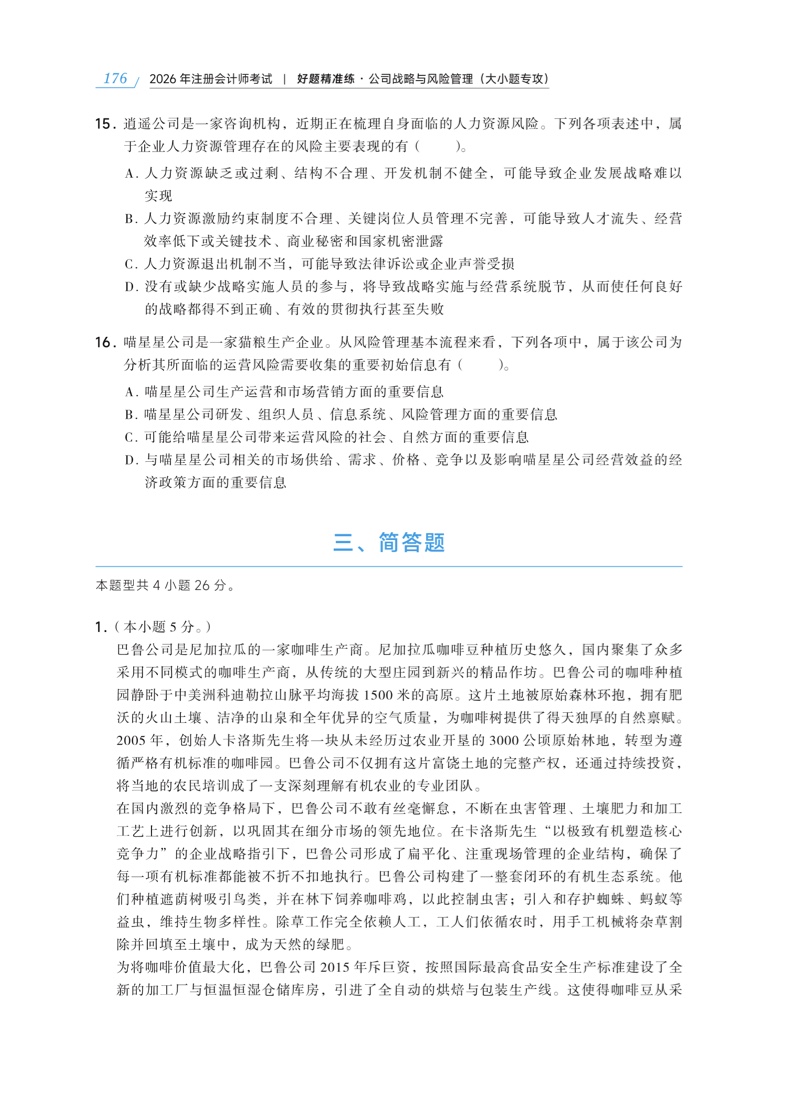 176 2026 年注册会计师考试 | 好题精准练·公司战略与风险管理（大小题专攻）
15. 逍遥公司是一家咨询机构，近期正在梳理自身面临的人力资源风险。下列各项表述中，属
于企业人力资源管理存在的风险主要表现的有（　　）。
A. 人力资源缺乏或过剩、结构不合理、开发机制不健全，可能导致企业发展战略难以
实现
B. 人力资源激励约束制度不合理、关键岗位人员管理不完善，可能导致人才流失、经营
效率低下或关键技术、商业秘密和国家机密泄露
C. 人力资源退出机制不当，可能导致法律诉讼或企业声誉受损
D. 没有或缺少战略实施人员的参与，将导致战略实施与经营系统脱节，从而使任何良好
的战略都得不到正确、有效的贯彻执行甚至失败
16. 喵星星公司是一家猫粮生产企业。从风险管理基本流程来看，下列各项中，属于该公司为
分析其所面临的运营风险需要收集的重要初始信息有（　　）。
A. 喵星星公司生产运营和市场营销方面的重要信息
B. 喵星星公司研发、组织人员、信息系统、风险管理方面的重要信息
C. 可能给喵星星公司带来运营风险的社会、自然方面的重要信息
D. 与喵星星公司相关的市场供给、需求、价格、竞争以及影响喵星星公司经营效益的经
济政策方面的重要信息
三、简答题
本题型共 4 小题 26 分。
1.（本小题 5 分。）
巴鲁公司是尼加拉瓜的一家咖啡生产商。尼加拉瓜咖啡豆种植历史悠久，国内聚集了众多
采用不同模式的咖啡生产商，从传统的大型庄园到新兴的精品作坊。巴鲁公司的咖啡种植
园静卧于中美洲科迪勒拉山脉平均海拔 1500 米的高原。这片土地被原始森林环抱，拥有肥
沃的火山土壤、洁净的山泉和全年优异的空气质量，为咖啡树提供了得天独厚的自然禀赋。
2005 年，创始人卡洛斯先生将一块从未经历过农业开垦的 3000 公顷原始林地，转型为遵
循严格有机标准的咖啡园。巴鲁公司不仅拥有这片富饶土地的完整产权，还通过持续投资，
将当地的农民培训成了一支深刻理解有机农业的专业团队。
在国内激烈的竞争格局下，巴鲁公司不敢有丝毫懈怠，不断在虫害管理、土壤肥力和加工
工艺上进行创新，以巩固其在细分市场的领先地位。在卡洛斯先生“以极致有机塑造核心
竞争力”的企业战略指引下，巴鲁公司形成了扁平化、注重现场管理的企业结构，确保了
每一项有机标准都能被不折不扣地执行。巴鲁公司构建了一整套闭环的有机生态系统。他
们种植遮荫树吸引鸟类，并在林下饲养咖啡鸡，以此控制虫害；引入和存护蜘蛛、蚂蚁等
益虫，维持生物多样性。除草工作完全依赖人工，工人们依循农时，用手工机械将杂草割
除并回填至土壤中，成为天然的绿肥。
为将咖啡价值最大化，巴鲁公司 2015 年斥巨资，按照国际最高食品安全生产标准建设了全
新的加工厂与恒温恒湿仓储库房，引进了全自动的烘焙与包装生产线。这使得咖啡豆从采